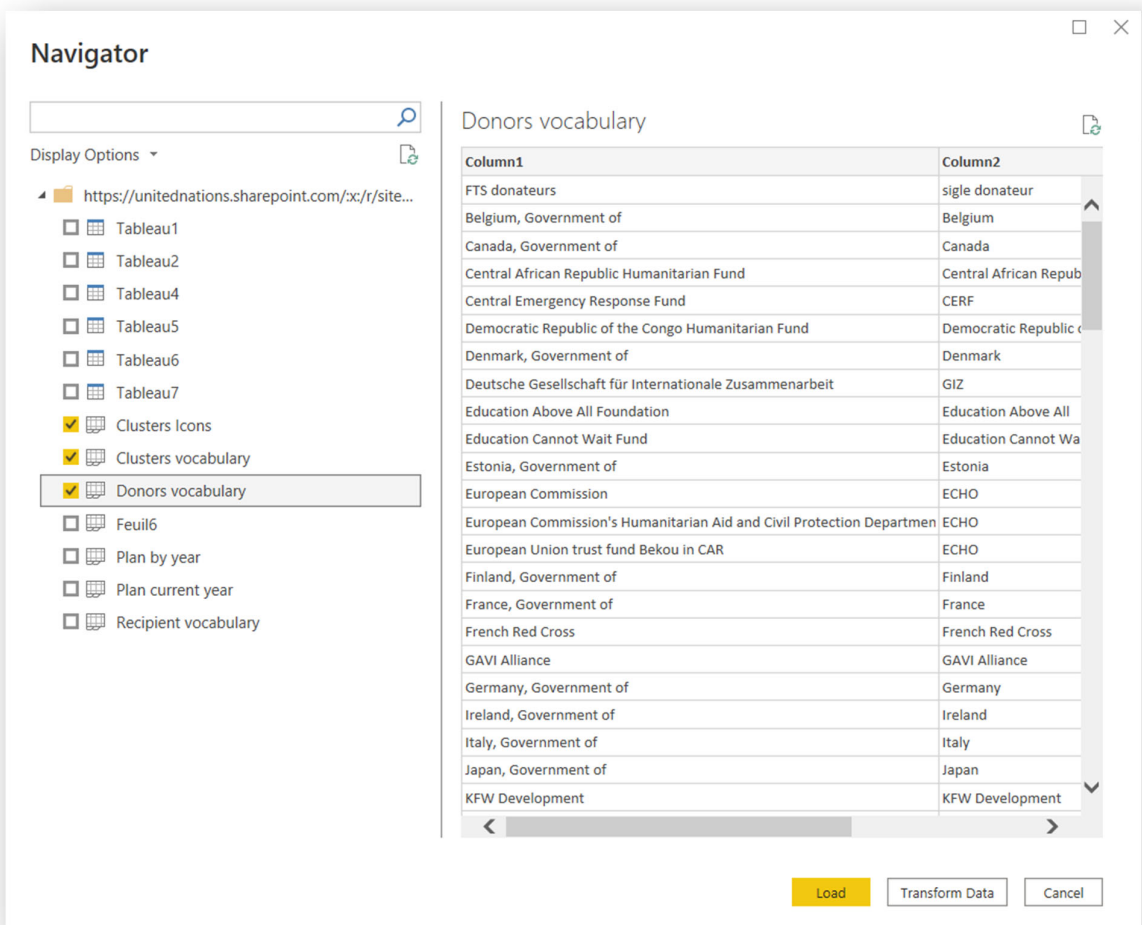 Navigator
Display Options
https://unitednations.sharepoint.com/:x:/r/site...
Tableau1
Tableau2
Tableau4
Tableau5
Tableau6
Tableau7
Clusters Icons
Clusters vocabulary
Donors vocabulary
Feuil6
Plan by year
Plan current year
Recipient vocabulary
Donors vocabulary
Column1 Column2
FTS donateurs sigle donateur
Belgium, Government of Belgium
Canada, Government of Canada
Central African Republic Humanitarian Fund Central African Repub
Central Emergency Response Fund CERF
Democratic Republic of the Congo Humanitarian Fund Democratic Republic c
Denmark, Government of Denmark
Deutsche Gesellschaft für Internationale Zusammenarbeit GIZ
Education Above All Foundation Education Above All
Education Cannot Wait Fund Education Cannot Wa
Estonia, Government of Estonia
European Commission ECHO
European Commission's Humanitarian Aid and Civil Protection Departmen ECHO
European Union trust fund Bekou in CAR ECHO
Finland, Government of Finland
France, Government of France
French Red Cross French Red Cross
GAVI Alliance GAVI Alliance
Germany, Government of Germany
Ireland, Government of Ireland
Italy, Government of Italy
Japan, Government of Japan
KFW Development KFW Development
Load Transform Data Cancel